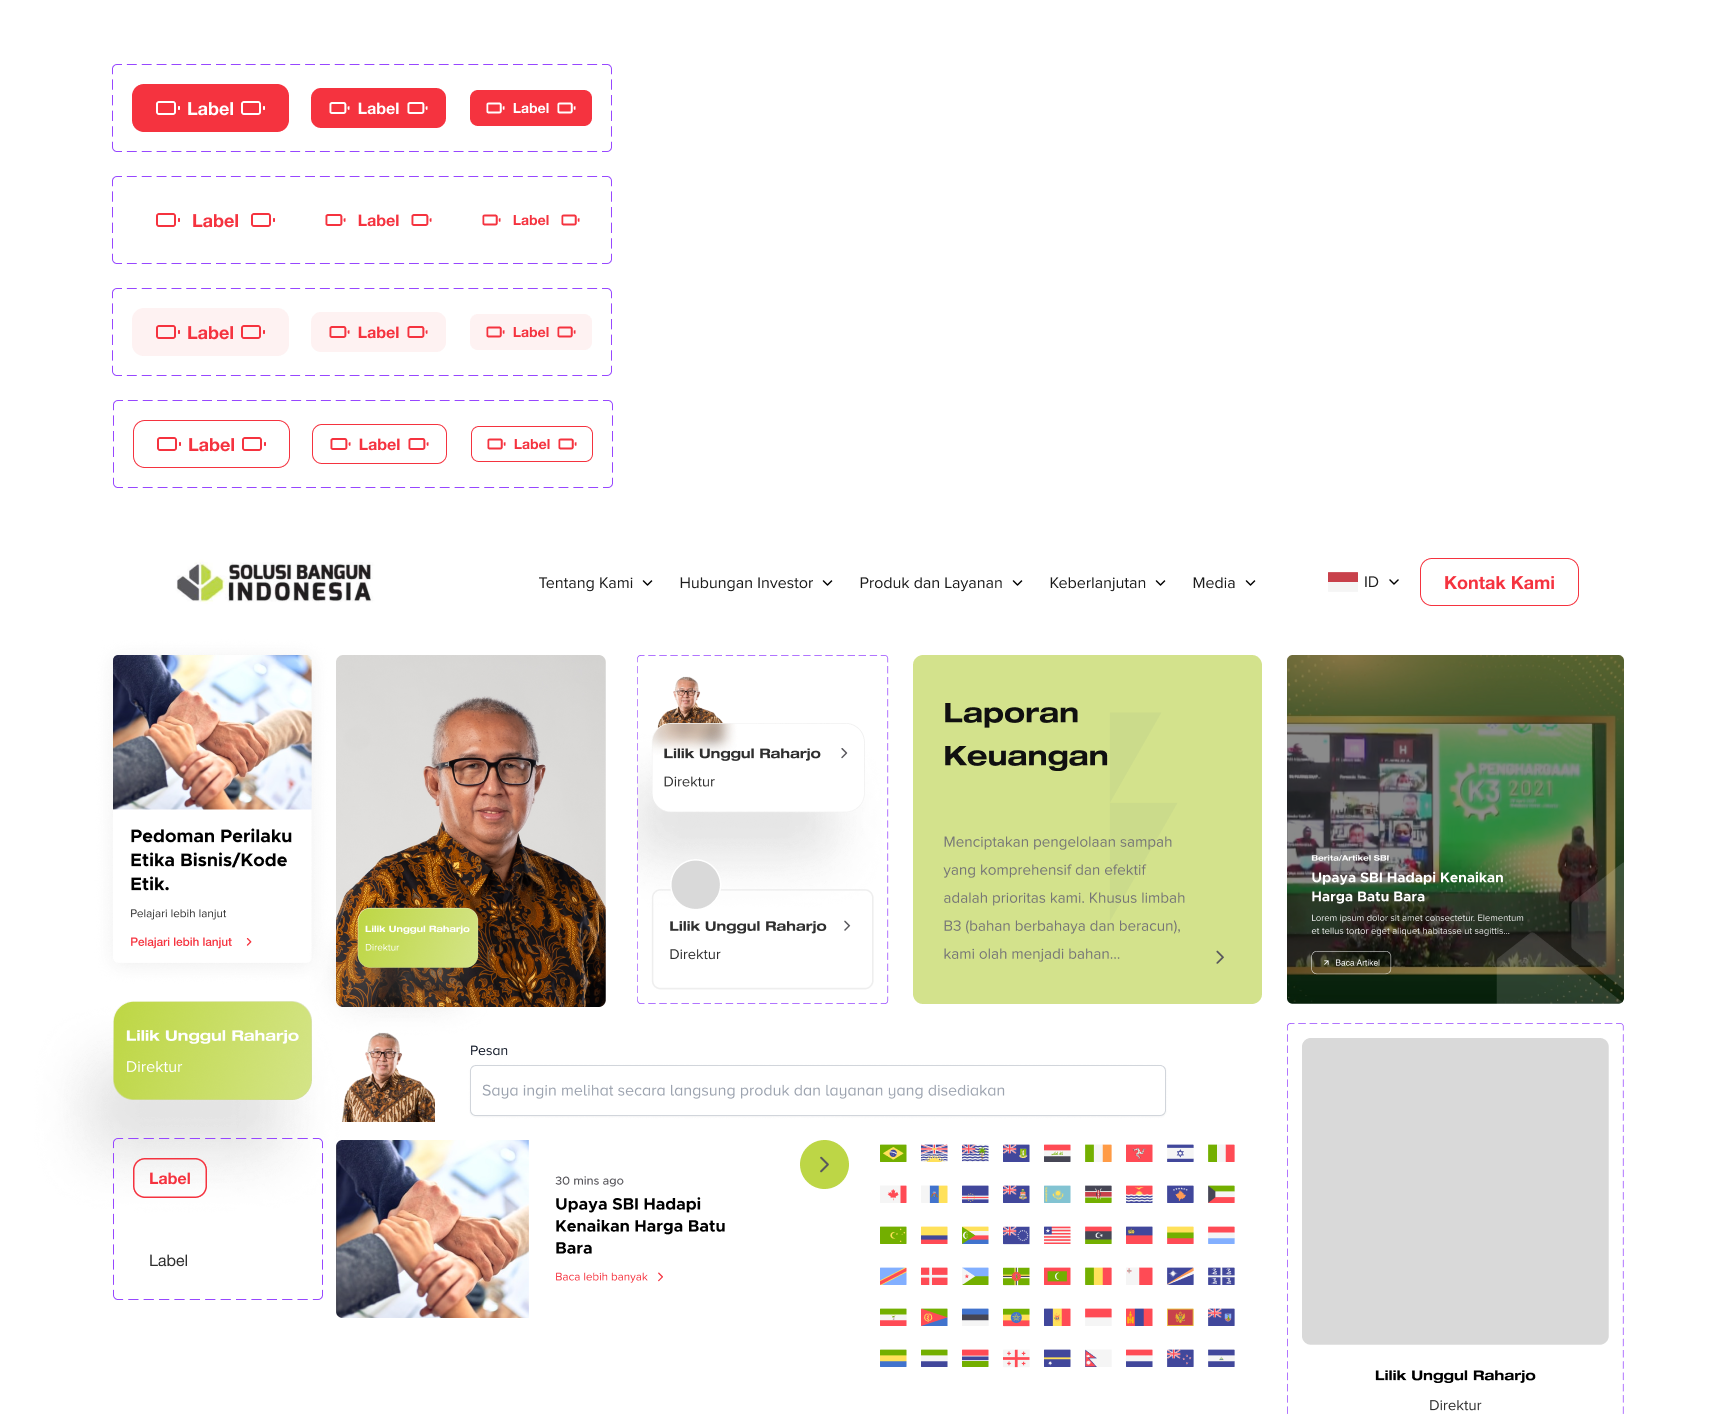 Label Label Label
Label Label Label
Label Label Label
Label Label Label
SOLUSI BANGUN
INDONESIA
Tentang Kami
Hubungan Investor
Produk dan Layanan
Keberlanjutan
Media
ID
Kontak Kami
Pedoman Perilaku
Etika Bisnis/Kode
Etik.
Pelajari lebih lanjut
Pelajari lebih lanjut
Lilik Unggul Raharjo
Direktur
Lilik Unggul Raharjo
Direktur
Lilik Unggul Raharjo
Direktur
Laporan
Keuangan
Menciptakan pengelolaan sampah
yang komprehensif dan efektif
adalah prioritas kami. Khusus limbah
B3 (bahan berbahaya dan beracun),
kami olah menjadi bahan...
H
PENGHARGAAN
K3 2021
Berita/Artikel SBI
Upaya SBI Hadapi Kenaikan
Harga Batu Bara
Lorem ipsum dolor sit amet consectetur. Elementum
et tellus tortor eget aliquet habitasse ut sagittis...
Baca Artikel
Lilik Unggul Raharjo
Direktur
Pesan
Saya ingin melihat secara langsung produk dan layanan yang disediakan
Label
Label
30 mins ago
Upaya SBI Hadapi
Kenaikan Harga Batu
Bara
Baca lebih banyak
Lilik Unggul Raharjo
Direktur